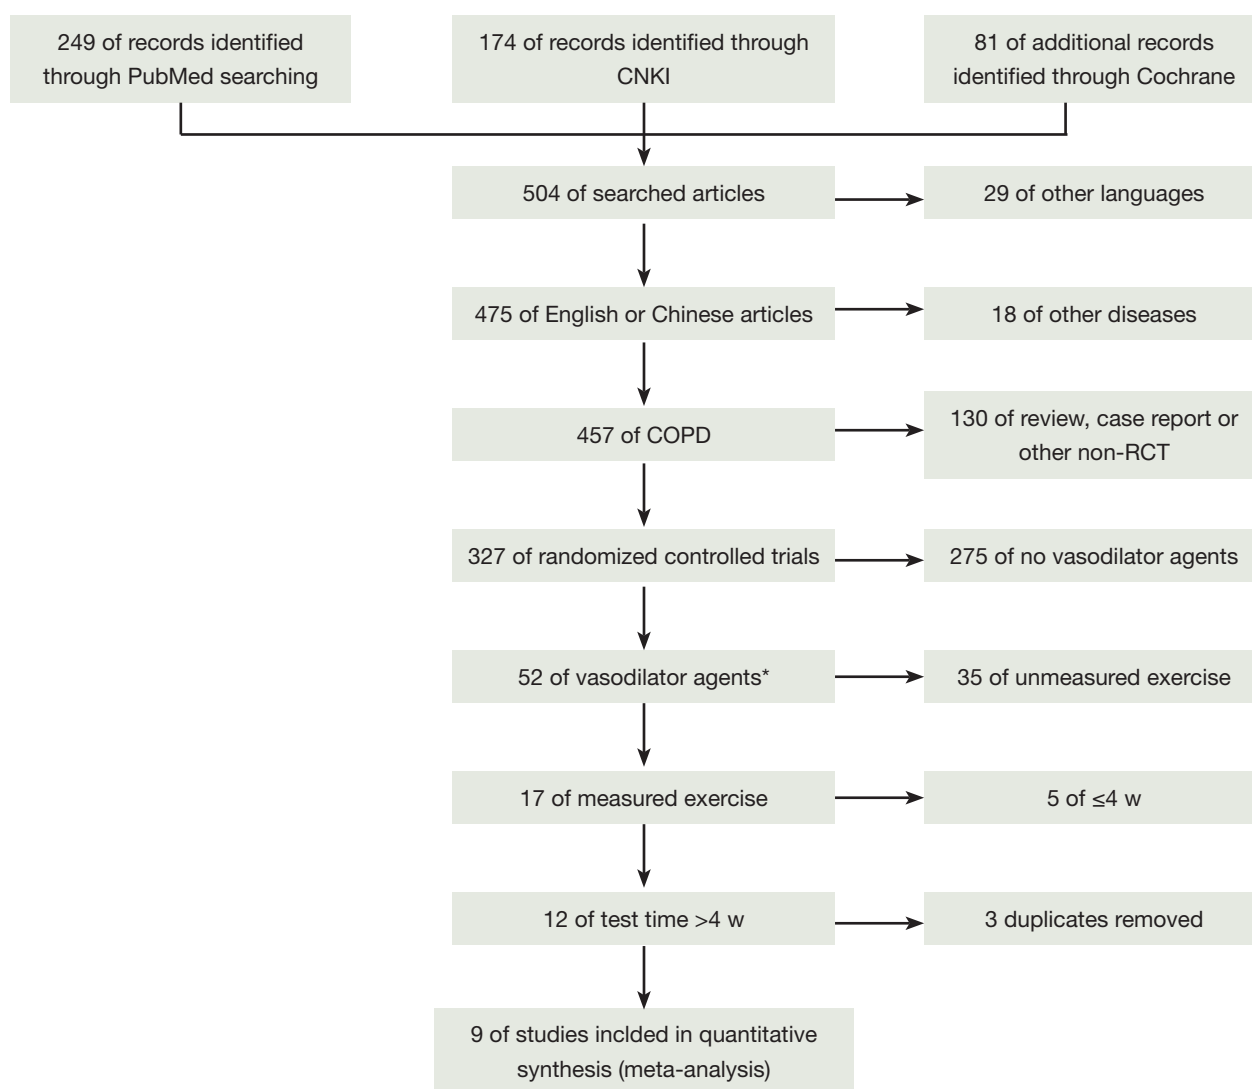 249 of records identified
through PubMed searching
174 of records identified through
CNKI
81 of additional records
identified through Cochrane
504 of searched articles
29 of other languages
475 of English or Chinese articles
18 of other diseases
457 of COPD
130 of review, case report or
other non-RCT
327 of randomized controlled trials
275 of no vasodilator agents
52 of vasodilator agents*
35 of unmeasured exercise
17 of measured exercise
5 of ≤4 w
12 of test time >4 w
3 duplicates removed
9 of studies inclded in quantitative
synthesis (meta-analysis)